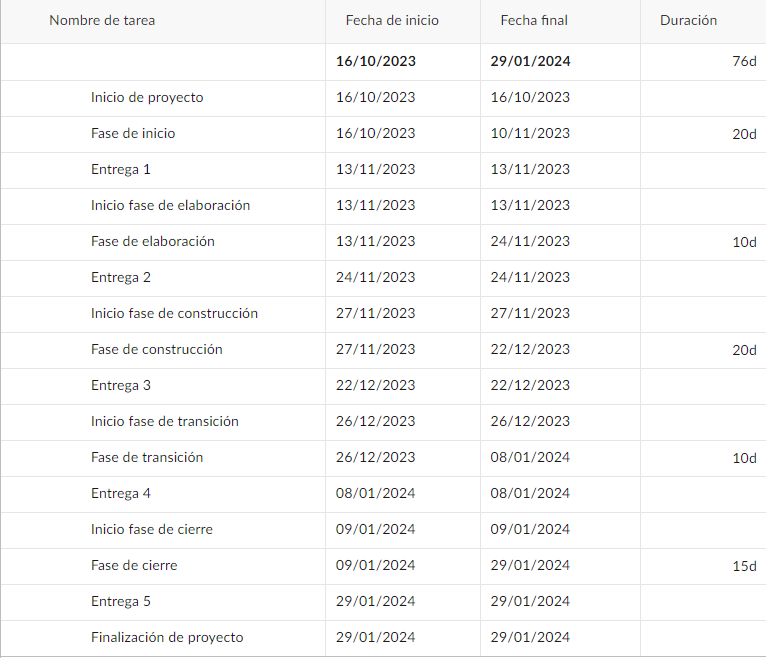 Nombre de tarea Fecha de inicio Fecha final Duración
16/10/2023 29/01/2024 76d
Inicio de proyecto 16/10/2023 16/10/2023
Fase de inicio 16/10/2023 10/11/2023 20d
Entrega 1 13/11/2023 13/11/2023
Inicio fase de elaboración 13/11/2023 13/11/2023
Fase de elaboración 13/11/2023 24/11/2023 10d
Entrega 2 24/11/2023 24/11/2023
Inicio fase de construcción 27/11/2023 27/11/2023
Fase de construcción 27/11/2023 22/12/2023 20d
Entrega 3 22/12/2023 22/12/2023
Inicio fase de transición 26/12/2023 26/12/2023
Fase de transición 26/12/2023 08/01/2024 10d
Entrega 4 08/01/2024 08/01/2024
Inicio fase de cierre 09/01/2024 09/01/2024
Fase de cierre 09/01/2024 29/01/2024 15d
Entrega 5 29/01/2024 29/01/2024
Finalización de proyecto 29/01/2024 29/01/2024